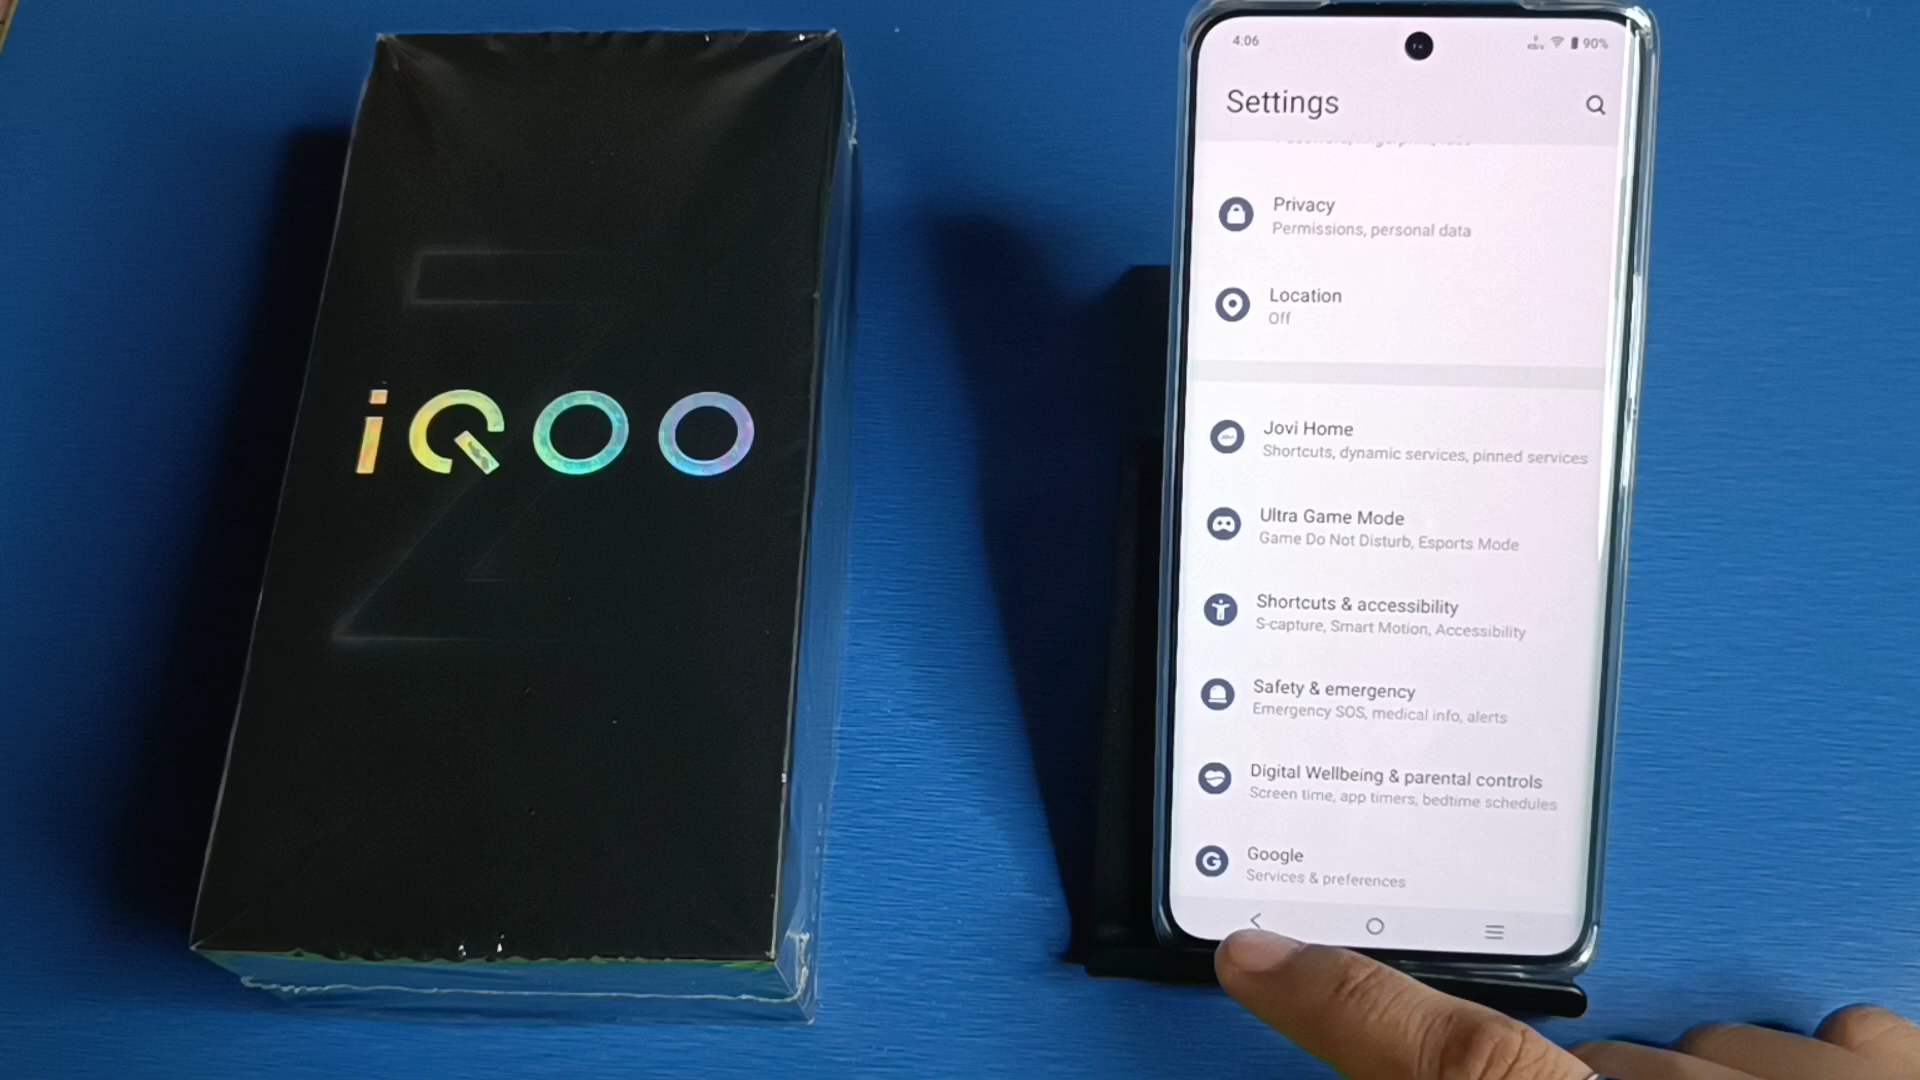 iQOO
4:06
90%
Settings
Privacy
Permissions, personal data
Location
Off
Jovi Home
Shortcuts, dynamic services, pinned services
Ultra Game Mode
Game Do Not Disturb, Esports Mode
Shortcuts & accessibility
S-capture, Smart Motion, Accessibility
Safety & emergency
Emergency SOS, medical info, alerts
Digital Wellbeing & parental controls
Screen time, app timers, bedtime schedules
Google
Services & preferences